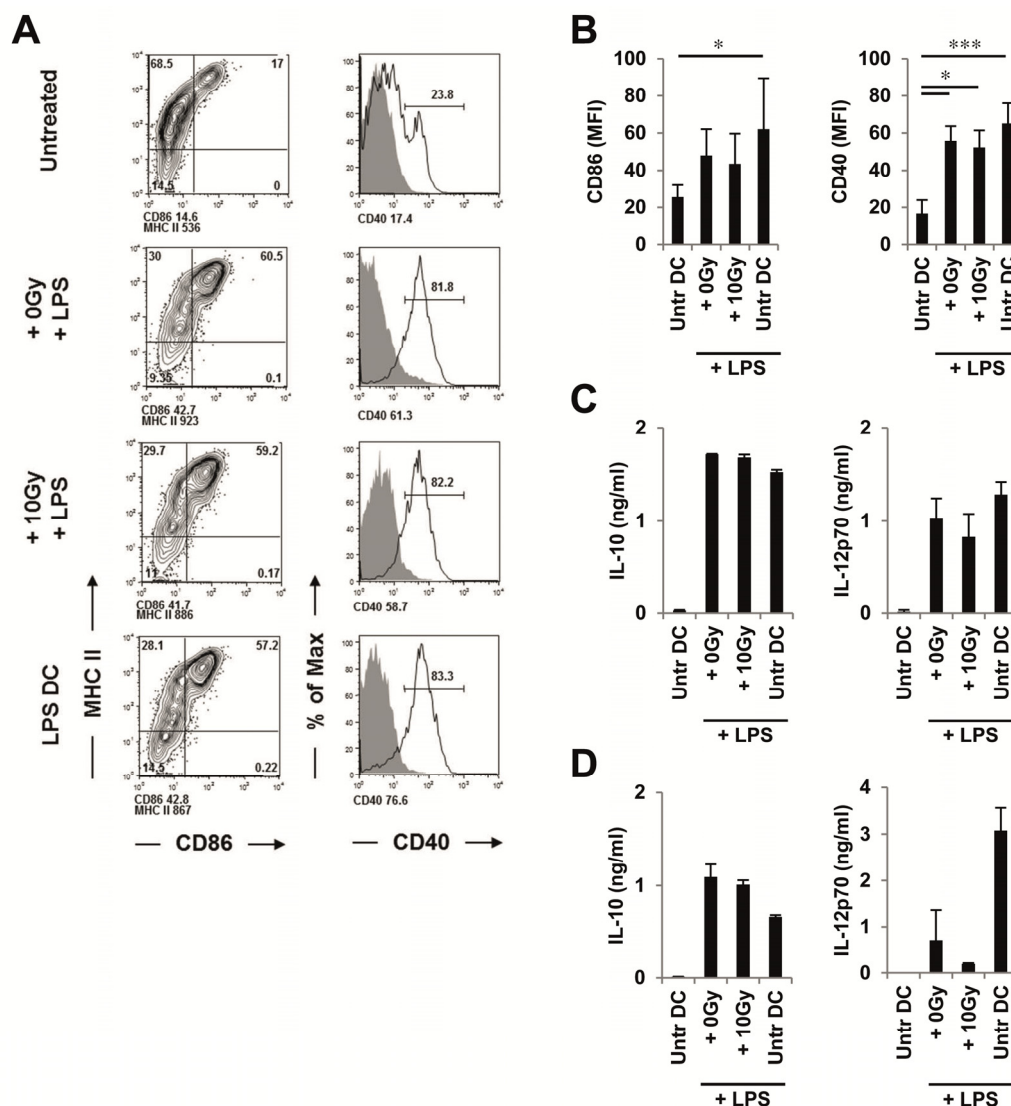 A
Untreated
68.5 17
14.5 0
CD86 14.6
MHC II 536
23.8
CD40 17.4
+ 0Gy
+ LPS
30 60.5
9.35 0.1
CD86 42.7
MHC II 923
81.8
CD40 61.3
+ 10Gy
+ LPS
29.7 59.2
11 0.17
CD86 41.7
MHC II 886
82.2
CD40 58.7
LPS DC
28.1 57.2
14.5 0.22
CD86 42.8
MHC II 867
83.3
CD40 76.6
MHC II
% of Max
CD86
CD40
B
CD86 (MFI)
100
80
60
40
20
0
*
Untr DC
+ 0Gy
+ 10Gy
Untr DC
+ LPS
CD40 (MFI)
100
80
60
40
20
0
***
*
Untr DC
+ 0Gy
+ 10Gy
Untr DC
+ LPS
C
IL-10 (ng/ml)
2
1
0
Untr DC
+ 0Gy
+ 10Gy
Untr DC
+ LPS
IL-12p70 (ng/ml)
2
1
0
Untr DC
+ 0Gy
+ 10Gy
Untr DC
+ LPS
D
IL-10 (ng/ml)
2
1
0
Untr DC
+ 0Gy
+ 10Gy
Untr DC
+ LPS
IL-12p70 (ng/ml)
4
3
2
1
0
Untr DC
+ 0Gy
+ 10Gy
Untr DC
+ LPS